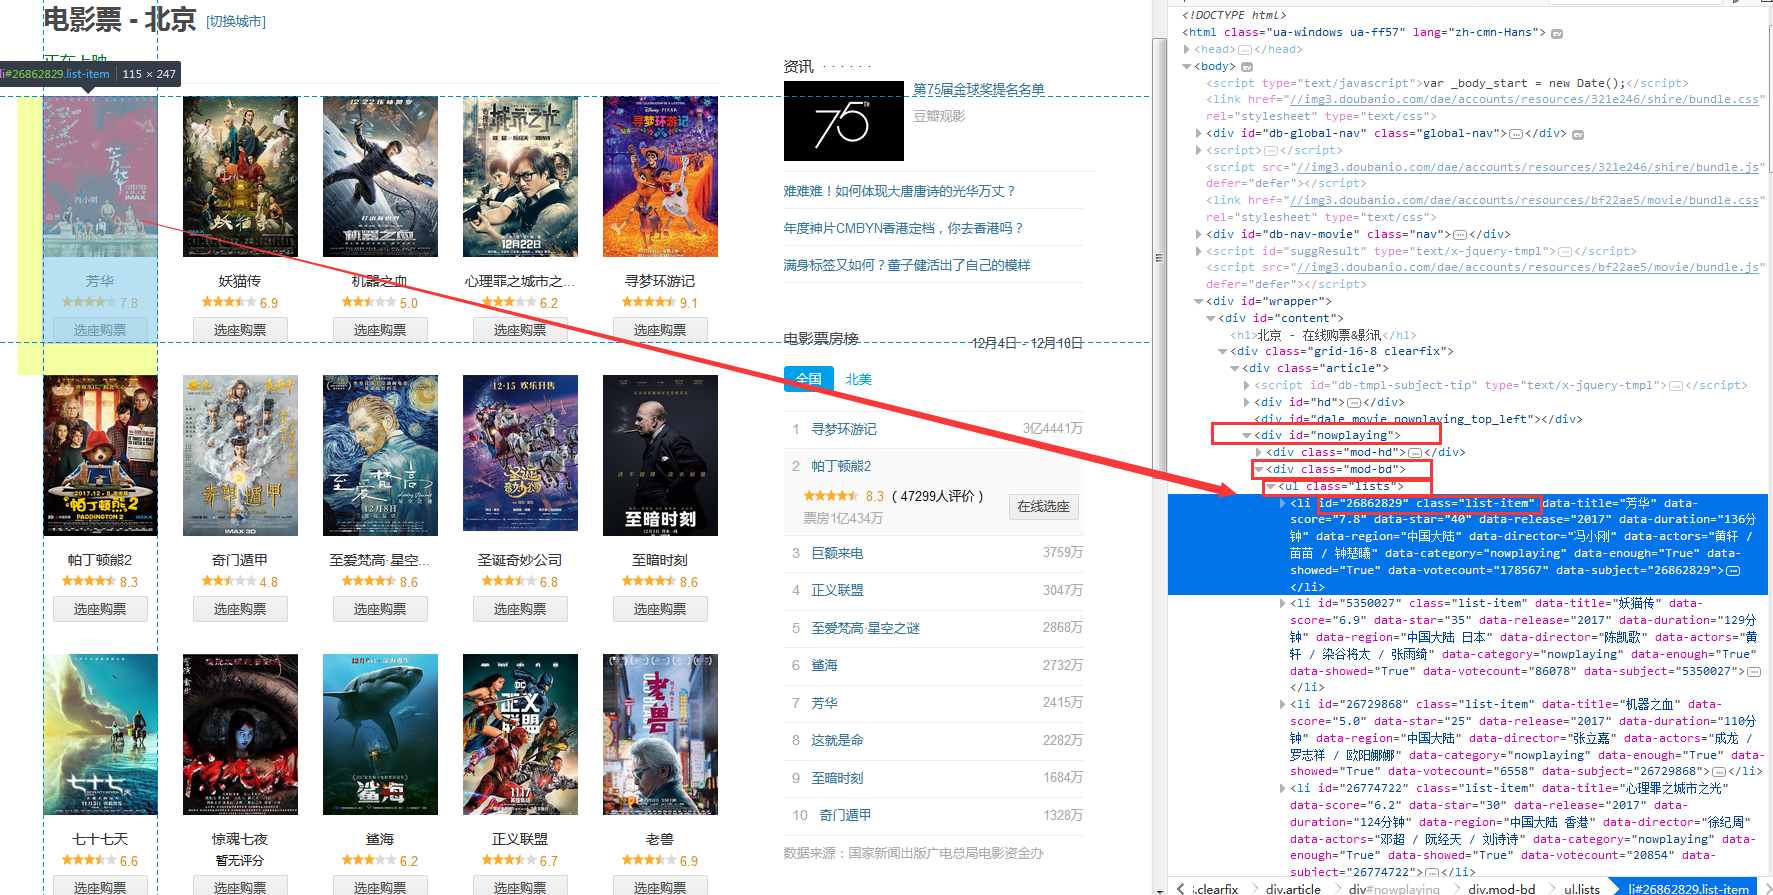 电影票 - 北京 [切换城市]
正在上映
li#26862829.list-item 115 × 247
芳华
7.8
选座购票
妖猫传
6.9
选座购票
机器之血
5.0
选座购票
心理罪之城市之...
6.2
选座购票
寻梦环游记
9.1
选座购票
帕丁顿熊2
8.3
选座购票
奇门遁甲
4.8
选座购票
至爱梵高·星空...
8.6
选座购票
圣诞奇妙公司
6.8
选座购票
至暗时刻
8.6
选座购票
七十七天
6.6
选座购票
惊魂七夜
暂无评分
选座购票
鲨海
6.2
选座购票
正义联盟
6.7
选座购票
老兽
6.9
选座购票
资讯 · · · · · ·
75TH
第75届金球奖提名名单
豆瓣观影
难难难！如何体现大唐唐诗的光华万丈？
年度神片CMBYN香港定档，你去香港吗？
满身标签又如何？董子健活出了自己的模样
电影票房榜 12月4日 - 12月10日
全国 北美
1 寻梦环游记 3亿4441万
2 帕丁顿熊2
8.3 ( 47299人评价 )
票房1亿434万
在线选座
3 巨额来电 3759万
4 正义联盟 3047万
5 至爱梵高·星空之谜 2868万
6 鲨海 2732万
7 芳华 2415万
8 这就是命 2282万
9 至暗时刻 1684万
10 奇门遁甲 1328万
数据来源：国家新闻出版广电总局电影资金办
<!DOCTYPE html>
<html class="ua-windows ua-ff57" lang="zh-cmn-Hans"> ev
<head>…</head>
<body> ev
<script type="text/javascript">var _body_start = new Date();</script>
<link href="//img3.doubanio.com/dae/accounts/resources/321e246/shire/bundle.css"
rel="stylesheet" type="text/css">
<div id="db-global-nav" class="global-nav">…</div> ev
<script>…</script>
<script src="//img3.doubanio.com/dae/accounts/resources/321e246/shire/bundle.js"
defer="defer"></script>
<link href="//img3.doubanio.com/dae/accounts/resources/bf22ae5/movie/bundle.css"
rel="stylesheet" type="text/css">
<div id="db-nav-movie" class="nav">…</div>
<script id="suggResult" type="text/x-jquery-tmpl">…</script>
<script src="//img3.doubanio.com/dae/accounts/resources/bf22ae5/movie/bundle.js"
defer="defer"></script>
<div id="wrapper">
<div id="content">
<h1>北京 - 在线购票&影讯</h1>
<div class="grid-16-8 clearfix">
<div class="article">
<script id="db-tmpl-subject-tip" type="text/x-jquery-tmpl">…</script>
<div id="hd">…</div>
<div id="dale_movie_nowplaying_top_left"></div>
<div id="nowplaying">
<div class="mod-hd">…</div>
<div class="mod-bd">
<ul class="lists">
<li id="26862829" class="list-item" data-title="芳华" data-
score="7.8" data-star="40" data-release="2017" data-duration="136分
钟" data-region="中国大陆" data-director="冯小刚" data-actors="黄轩 /
苗苗 / 钟楚曦" data-category="nowplaying" data-enough="True" data-
showed="True" data-votecount="178567" data-subject="26862829">…
</li>
<li id="5350027" class="list-item" data-title="妖猫传" data-
score="6.9" data-star="35" data-release="2017" data-duration="129分
钟" data-region="中国大陆 日本" data-director="陈凯歌" data-actors="黄
轩 / 染谷将太 / 张雨绮" data-category="nowplaying" data-enough="True"
data-showed="True" data-votecount="86078" data-subject="5350027">…
</li>
<li id="26729868" class="list-item" data-title="机器之血" data-
score="5.0" data-star="25" data-release="2017" data-duration="110分
钟" data-region="中国大陆" data-director="张立嘉" data-actors="成龙 /
罗志祥 / 欧阳娜娜" data-category="nowplaying" data-enough="True" data-
showed="True" data-votecount="6558" data-subject="26729868">…</li>
<li id="26774722" class="list-item" data-title="心理罪之城市之光"
data-score="6.2" data-star="30" data-release="2017" data-
duration="124分钟" data-region="中国大陆 香港" data-director="徐纪周"
data-actors="邓超 / 阮经天 / 刘诗诗" data-category="nowplaying" data-
enough="True" data-showed="True" data-votecount="20854" data-
subject="26774722">…</li>
.clearfix div.article div#nowplaying div.mod-bd ul.lists li#26862829.list-item